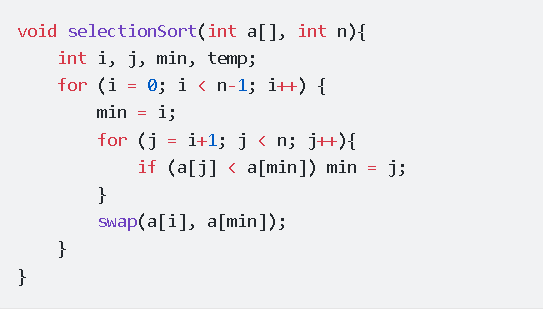 void selectionSort(int a[], int n){
    int i, j, min, temp;
    for (i = 0; i < n-1; i++) {
        min = i;
        for (j = i+1; j < n; j++){
            if (a[j] < a[min]) min = j;
        }
        swap(a[i], a[min]);
    }
}